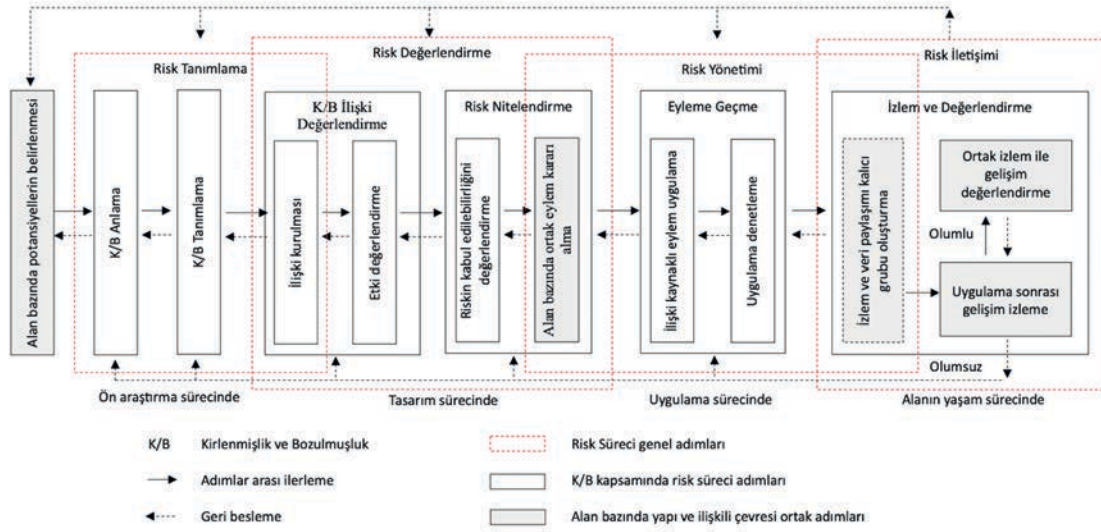 Risk Tanımlama
Risk Değerlendirme
Risk Yönetimi
Risk İletişimi
Alan bazında potansiyellerin belirlenmesi
K/B Anlama
K/B Tanımlama
K/B İlişki
Değerlendirme
İlişki kurulması
Etki değerlendirme
Risk Nitelendirme
Riskin kabul edilebilirliğini
değerlendirme
Alan bazında ortak eylem kararı
alma
Eyleme Geçme
İlişki kaynaklı eylem uygulama
Uygulama denetleme
İzlem ve Değerlendirme
İzlem ve veri paylaşımı kalıcı
grubu oluşturma
Ortak izlem ile
gelişim
değerlendirme
Olumlu
Uygulama sonrası
gelişim izleme
Olumsuz
Ön araştırma sürecinde
Tasarım sürecinde
Uygulama sürecinde
Alanın yaşam sürecinde
K/B Kirlenmişlik ve Bozulmuşluk
Risk Süreci genel adımları
Adımlar arası ilerleme
K/B kapsamında risk süreci adımları
Geri besleme
Alan bazında yapı ve ilişkili çevresi ortak adımları